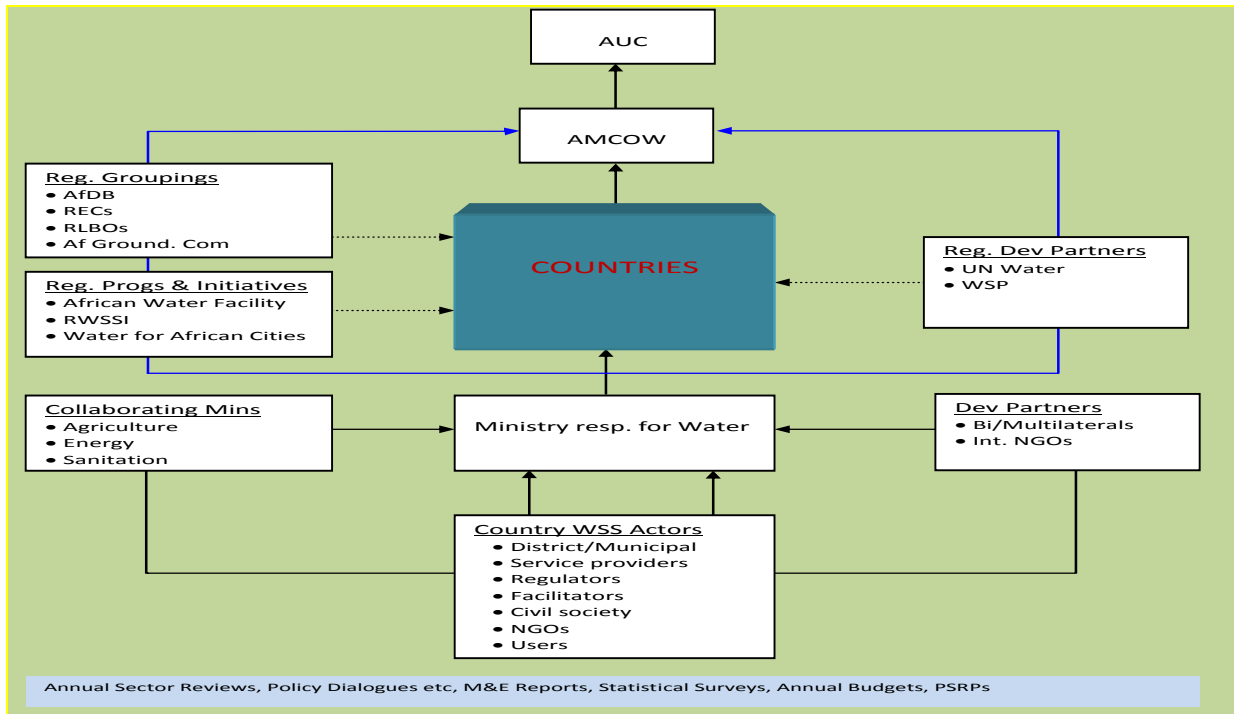 AUC
AMCOW
Reg. Groupings
• AfDB
• RECs
• RLBOs
• Af Ground. Com
COUNTRIES
Reg. Dev Partners
• UN Water
• WSP
Reg. Progs & Initiatives
• African Water Facility
• RWSSI
• Water for African Cities
Collaborating Mins
• Agriculture
• Energy
• Sanitation
Ministry resp. for Water
Dev Partners
• Bi/Multilaterals
• Int. NGOs
Country WSS Actors
• District/Municipal
• Service providers
• Regulators
• Facilitators
• Civil society
• NGOs
• Users
Annual Sector Reviews, Policy Dialogues etc, M&E Reports, Statistical Surveys, Annual Budgets, PSRPs